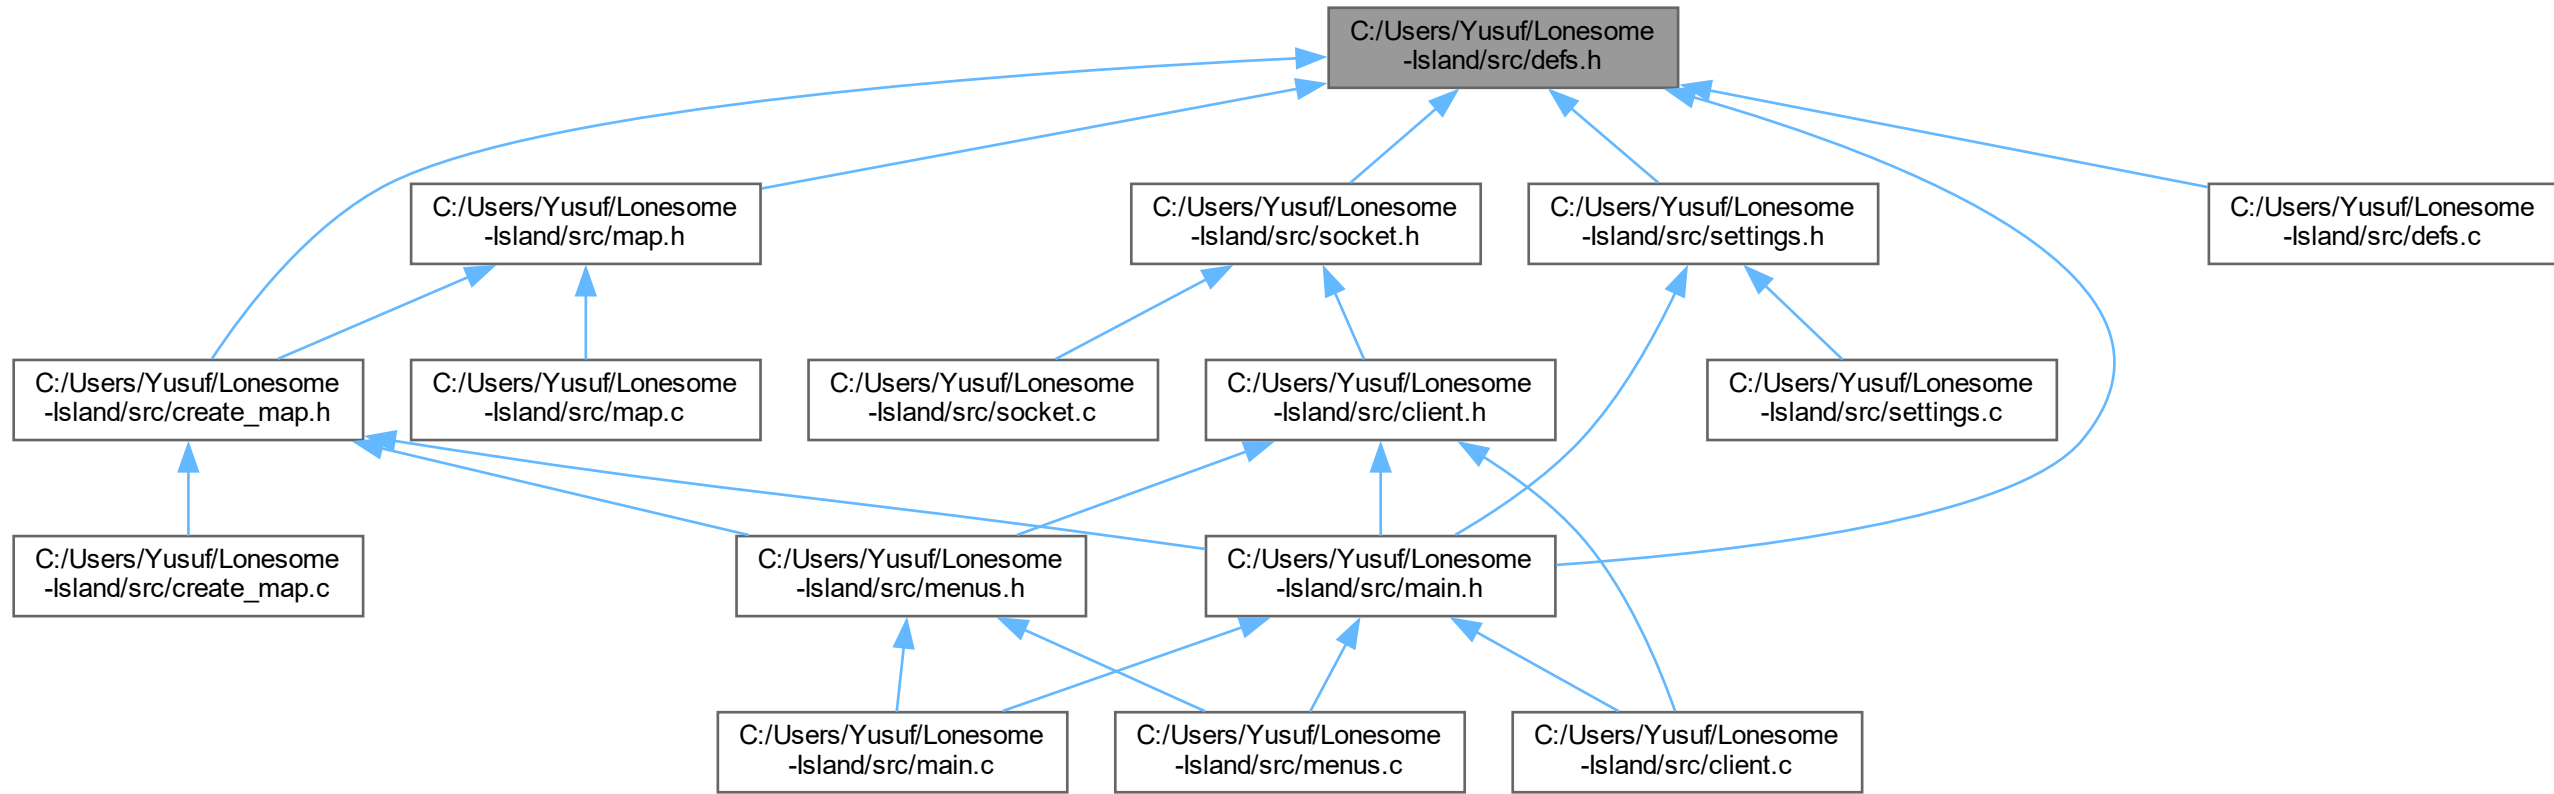 C:/Users/Yusuf/Lonesome
-Island/src/defs.h
C:/Users/Yusuf/Lonesome
-Island/src/map.h
C:/Users/Yusuf/Lonesome
-Island/src/socket.h
C:/Users/Yusuf/Lonesome
-Island/src/settings.h
C:/Users/Yusuf/Lonesome
-Island/src/defs.c
C:/Users/Yusuf/Lonesome
-Island/src/create_map.h
C:/Users/Yusuf/Lonesome
-Island/src/map.c
C:/Users/Yusuf/Lonesome
-Island/src/socket.c
C:/Users/Yusuf/Lonesome
-Island/src/client.h
C:/Users/Yusuf/Lonesome
-Island/src/settings.c
C:/Users/Yusuf/Lonesome
-Island/src/create_map.c
C:/Users/Yusuf/Lonesome
-Island/src/menus.h
C:/Users/Yusuf/Lonesome
-Island/src/main.h
C:/Users/Yusuf/Lonesome
-Island/src/main.c
C:/Users/Yusuf/Lonesome
-Island/src/menus.c
C:/Users/Yusuf/Lonesome
-Island/src/client.c